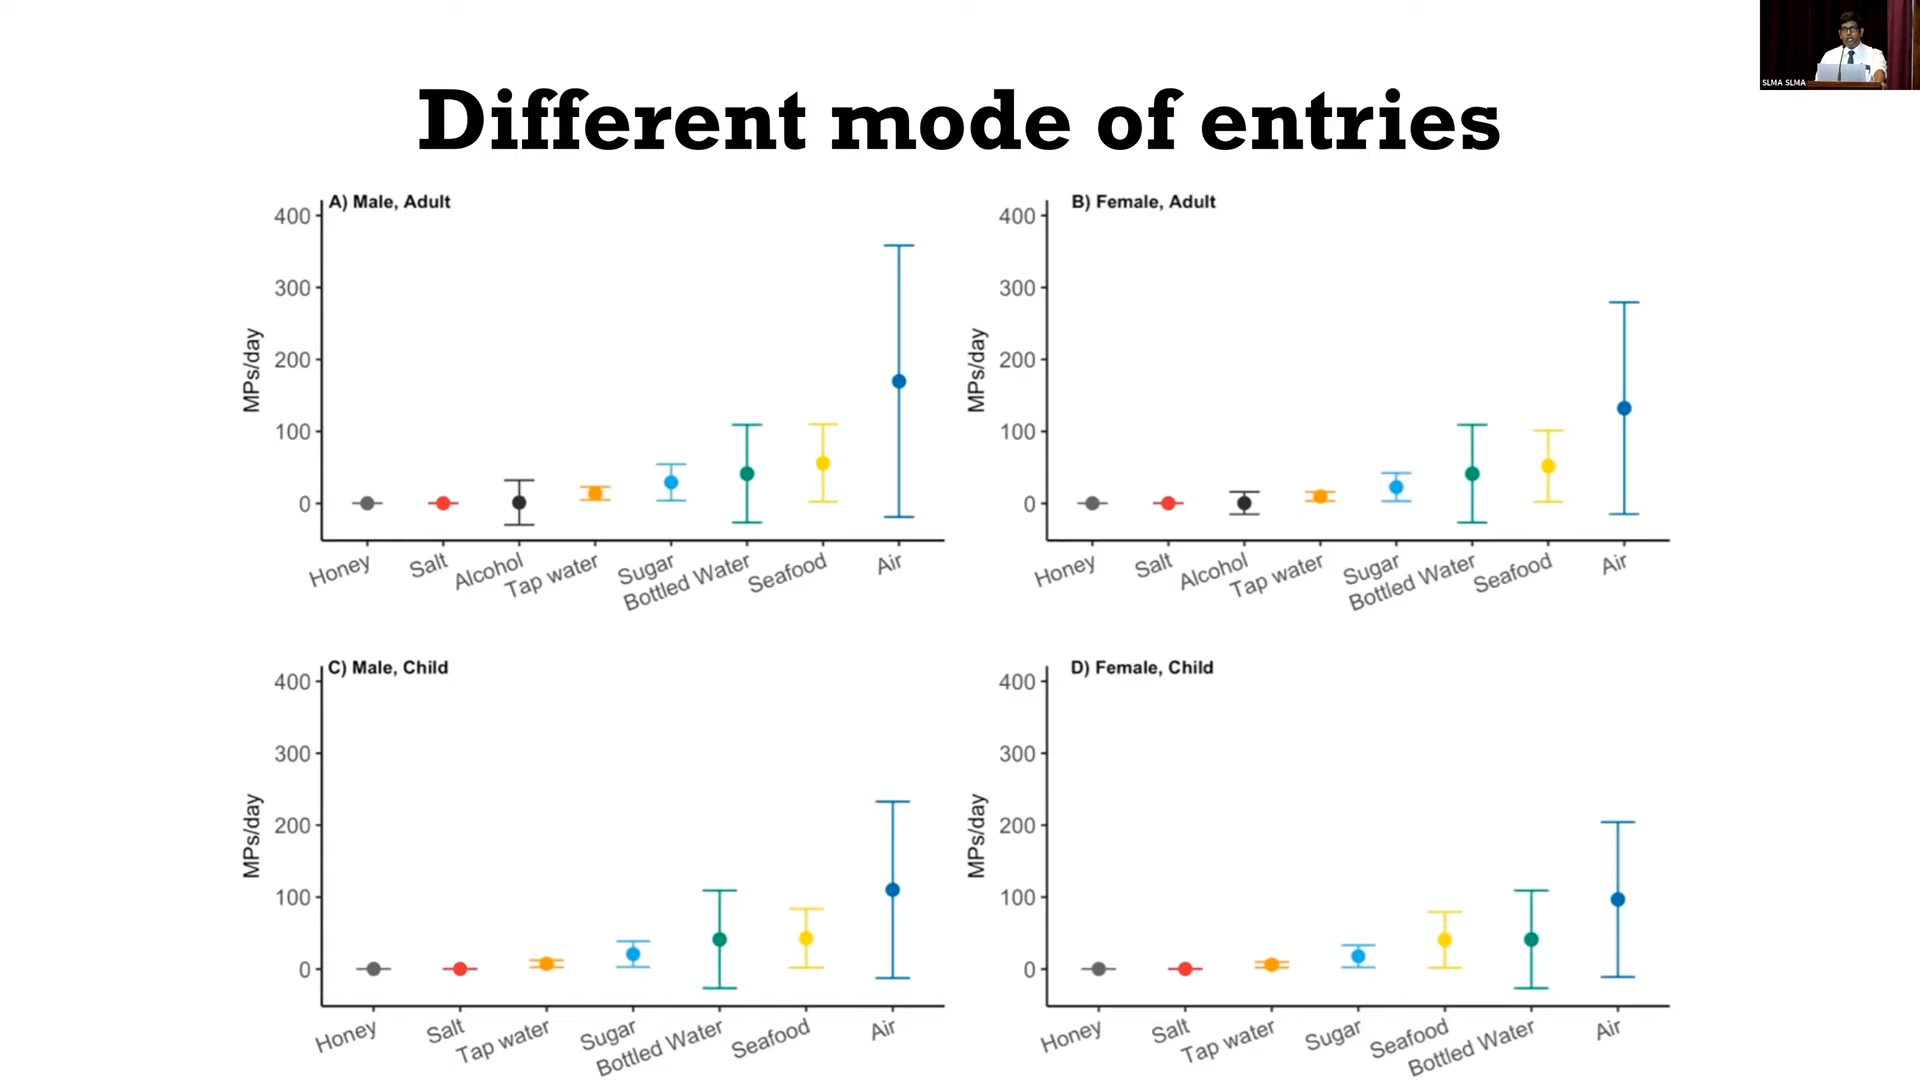 SLMA SLMA
Different mode of entries
A) Male, Adult
400
300
200
100
0
MPs/day
Honey
Salt
Alcohol
Tap water
Sugar
Bottled Water
Seafood
Air
B) Female, Adult
400
300
200
100
0
MPs/day
Honey
Salt
Alcohol
Tap water
Sugar
Bottled Water
Seafood
Air
C) Male, Child
400
300
200
100
0
MPs/day
Honey
Salt
Tap water
Sugar
Bottled Water
Seafood
Air
D) Female, Child
400
300
200
100
0
MPs/day
Honey
Salt
Tap water
Sugar
Seafood
Bottled Water
Air